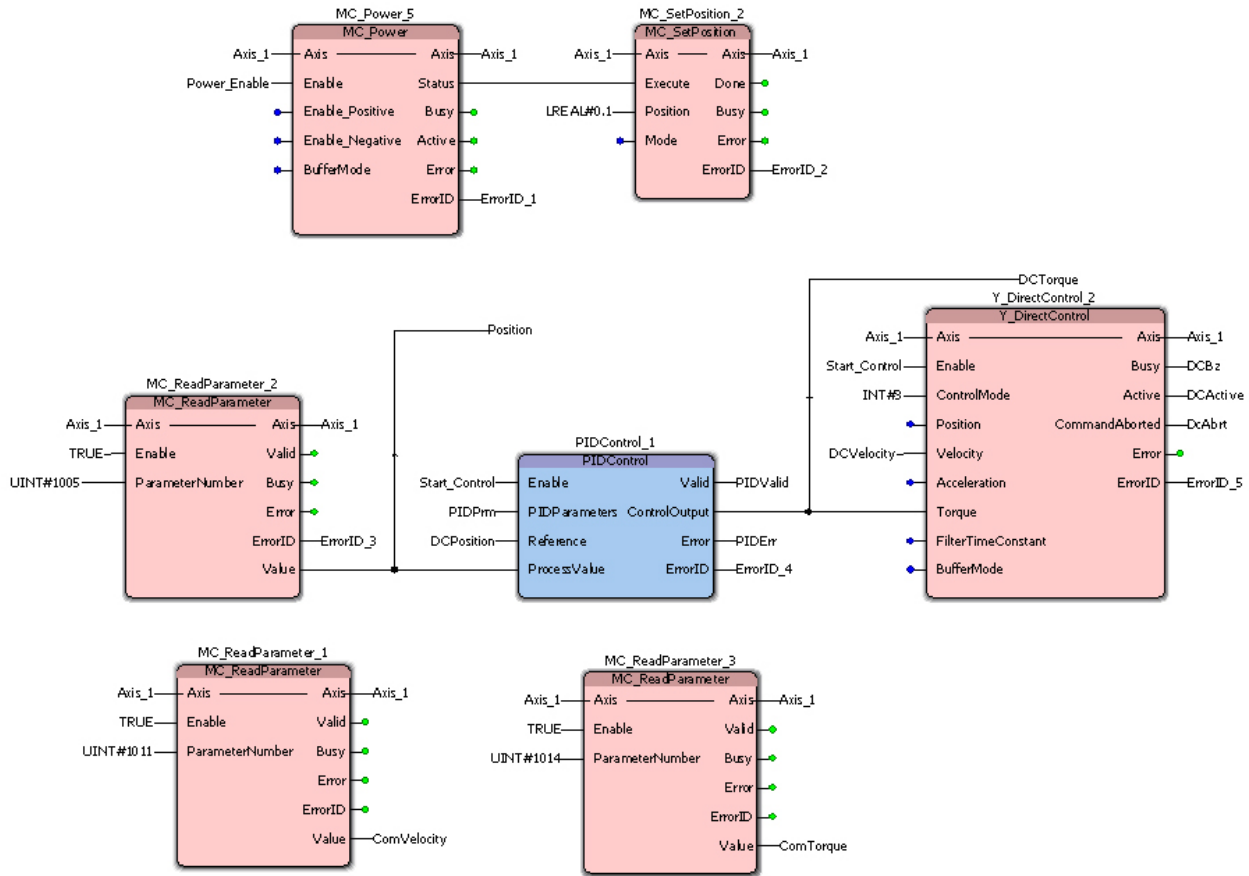 MC_Power_5
MC_Power
Axis_1 Axis Axis Axis_1
Power_Enable Enable Status
Enable_Positive Busy
Enable_Negative Active
BufferMode Error
ErrorID ErrorID_1
MC_SetPosition_2
MC_SetPosition
Axis_1 Axis Axis Axis_1
Execute Done
LREAL#0.1 Position Busy
Mode Error
ErrorID ErrorID_2
Position
MC_ReadParameter_2
MC_ReadParameter
Axis_1 Axis Axis Axis_1
TRUE Enable Valid
UINT#1005 ParameterNumber Busy
Error
ErrorID ErrorID_3
Value
PIDControl_1
PIDControl
Start_Control Enable Valid PIDValid
PIDPrm PIDParameters ControlOutput
DCPosition Reference Error PIDErr
ProcessValue ErrorID ErrorID_4
DCTorque
Y_DirectControl_2
Y_DirectControl
Axis_1 Axis Axis Axis_1
Start_Control Enable Busy DCBz
INT#3 ControlMode Active DCActive
Position CommandAborted DcAbrt
DCVelocity Velocity Error
Acceleration ErrorID ErrorID_5
Torque
FilterTimeConstant
BufferMode
MC_ReadParameter_1
MC_ReadParameter
Axis_1 Axis Axis Axis_1
TRUE Enable Valid
UINT#1011 ParameterNumber Busy
Error
ErrorID
Value ComVelocity
MC_ReadParameter_3
MC_ReadParameter
Axis_1 Axis Axis Axis_1
TRUE Enable Valid
UINT#1014 ParameterNumber Busy
Error
ErrorID
Value ComTorque